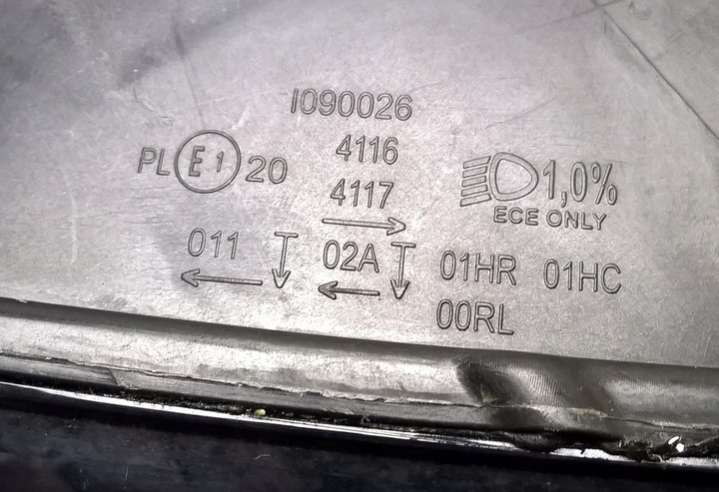 I090026
4116
4117
PL E1 20
1,0%
ECE ONLY
011 02A 01HR 01HC
00RL